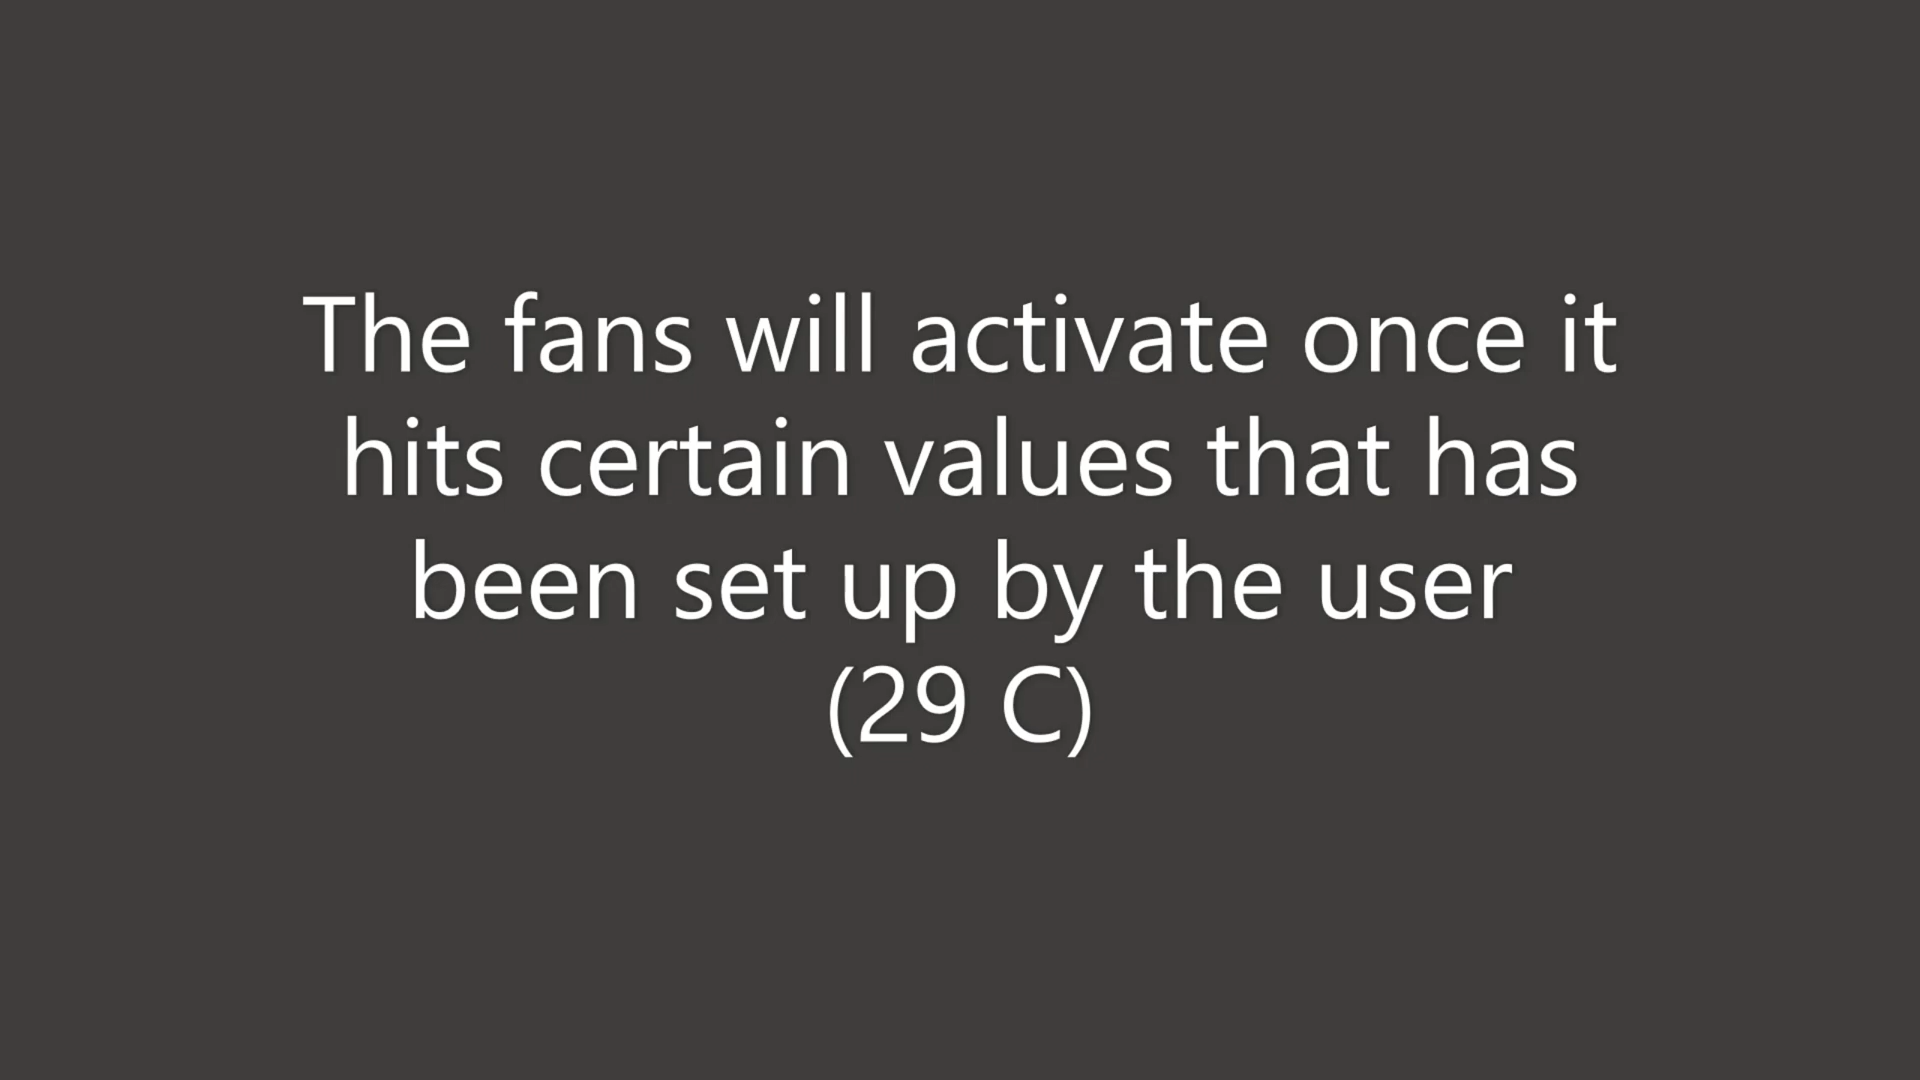 The fans will activate once it
hits certain values that has
been set up by the user
(29 C)